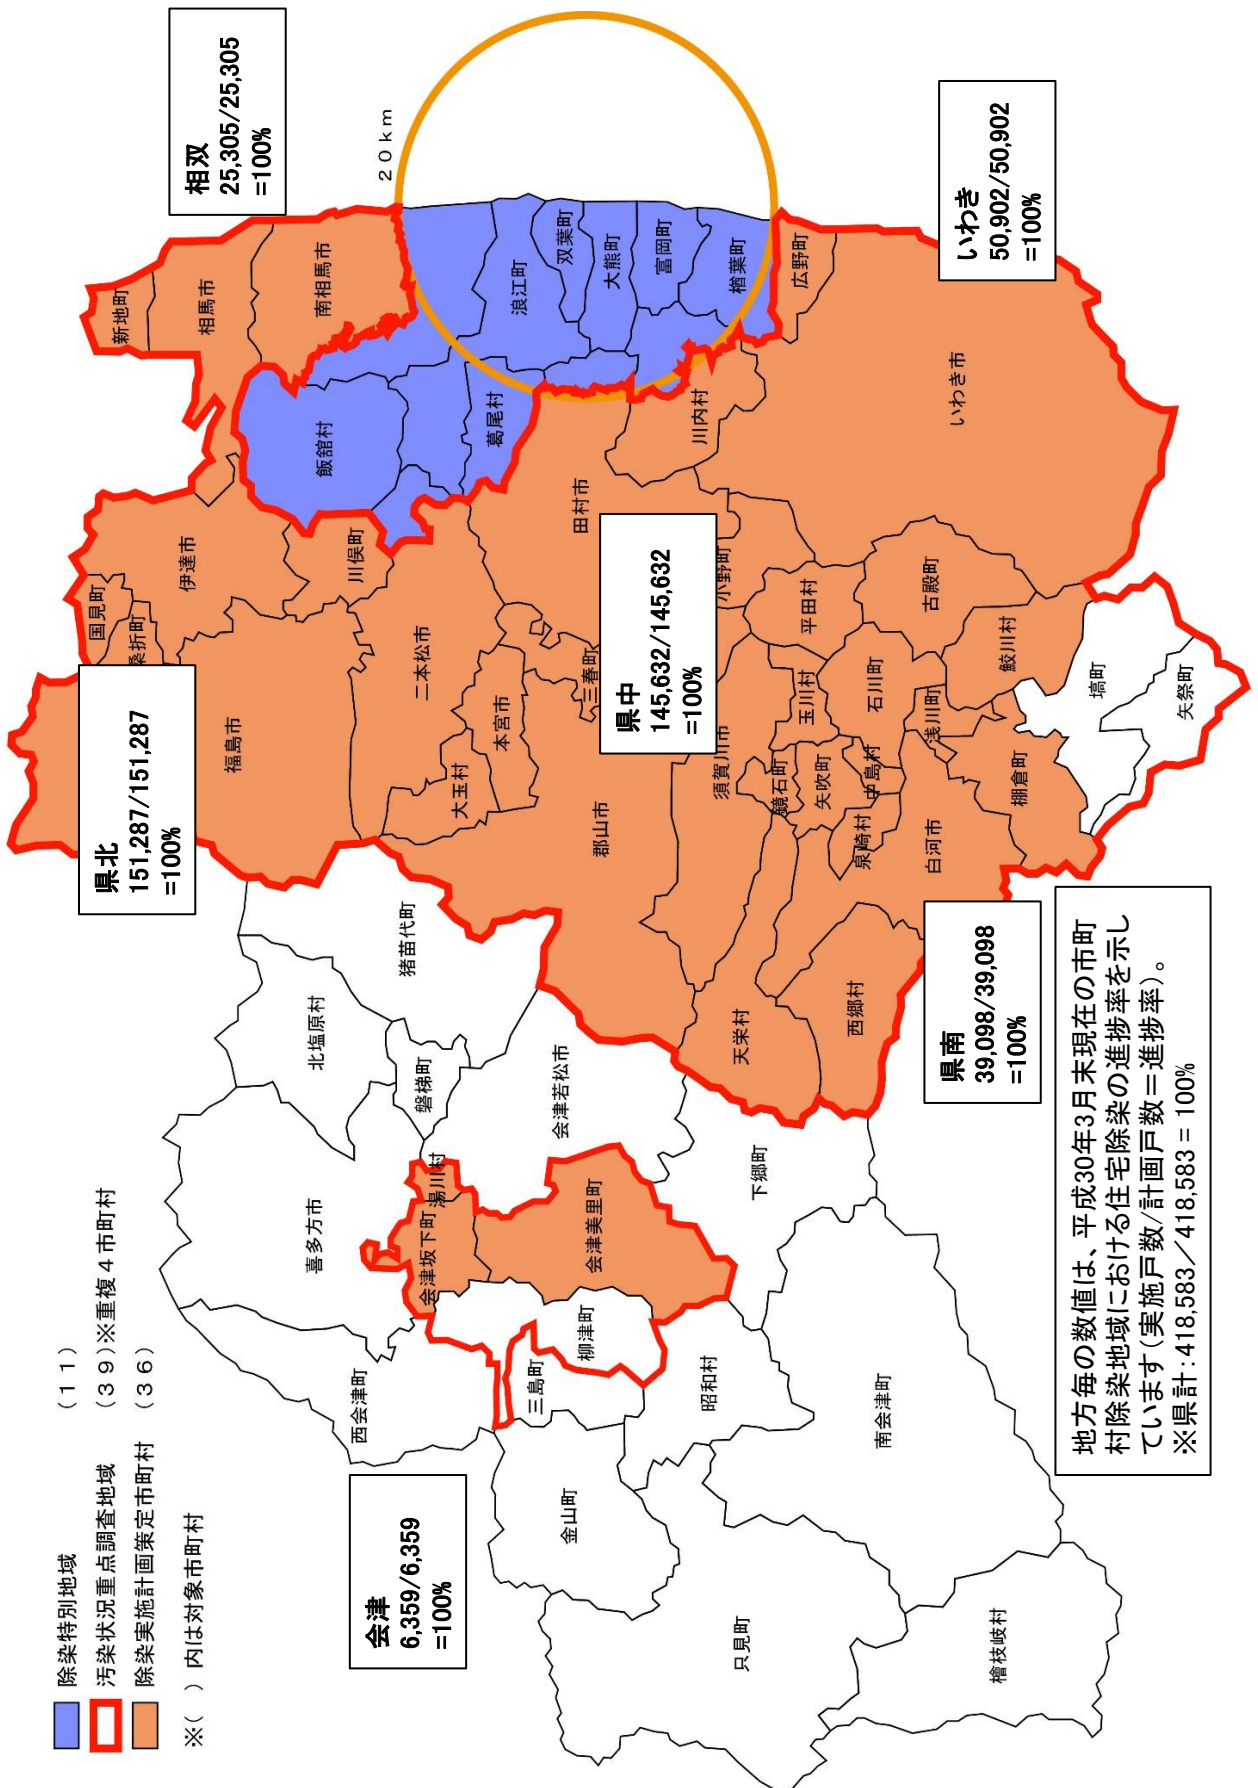 除染特別地域 (11)
汚染状況重点調査地域 (39)※重複4市町村
除染実施計画策定市町村 (36)
※( )内は対象市町村
会津
6,359/6,359
=100%
県北
151,287/151,287
=100%
相双
25,305/25,305
=100%
県中
145,632/145,632
=100%
県南
39,098/39,098
=100%
いわき
50,902/50,902
=100%
20km
新地町
相馬市
南相馬市
飯舘村
浪江町
双葉町
大熊町
富岡町
楢葉町
広野町
葛尾村
川内村
いわき市
国見町
桑折町
伊達市
川俣町
福島市
二本松市
大玉村
本宮市
三春町
田村市
小野町
郡山市
須賀川市
平田村
古殿町
玉川村
石川町
鏡石町
矢吹町
中島村
浅川町
鮫川村
泉崎村
白河市
棚倉町
塙町
矢祭町
天栄村
西郷村
猪苗代町
北塩原村
磐梯町
会津若松市
喜多方市
湯川村
会津坂下町
会津美里町
下郷町
西会津町
柳津町
三島町
昭和村
金山町
南会津町
只見町
檜枝岐村
地方毎の数値は、平成30年3月末現在の市町
村除染地域における住宅除染の進捗率を示し
ています(実施戸数/計画戸数=進捗率)。
※県計:418,583/418,583 = 100%